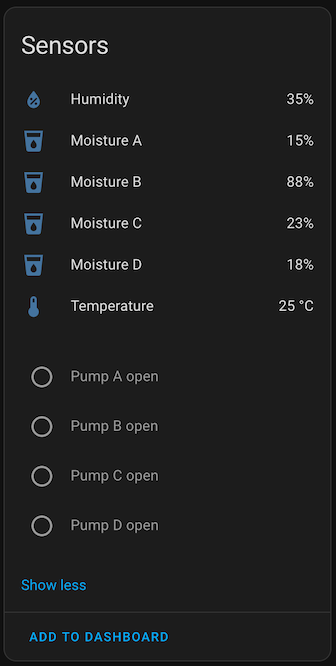 Sensors
Humidity 35%
Moisture A 15%
Moisture B 88%
Moisture C 23%
Moisture D 18%
Temperature 25 °C
Pump A open
Pump B open
Pump C open
Pump D open
Show less
ADD TO DASHBOARD